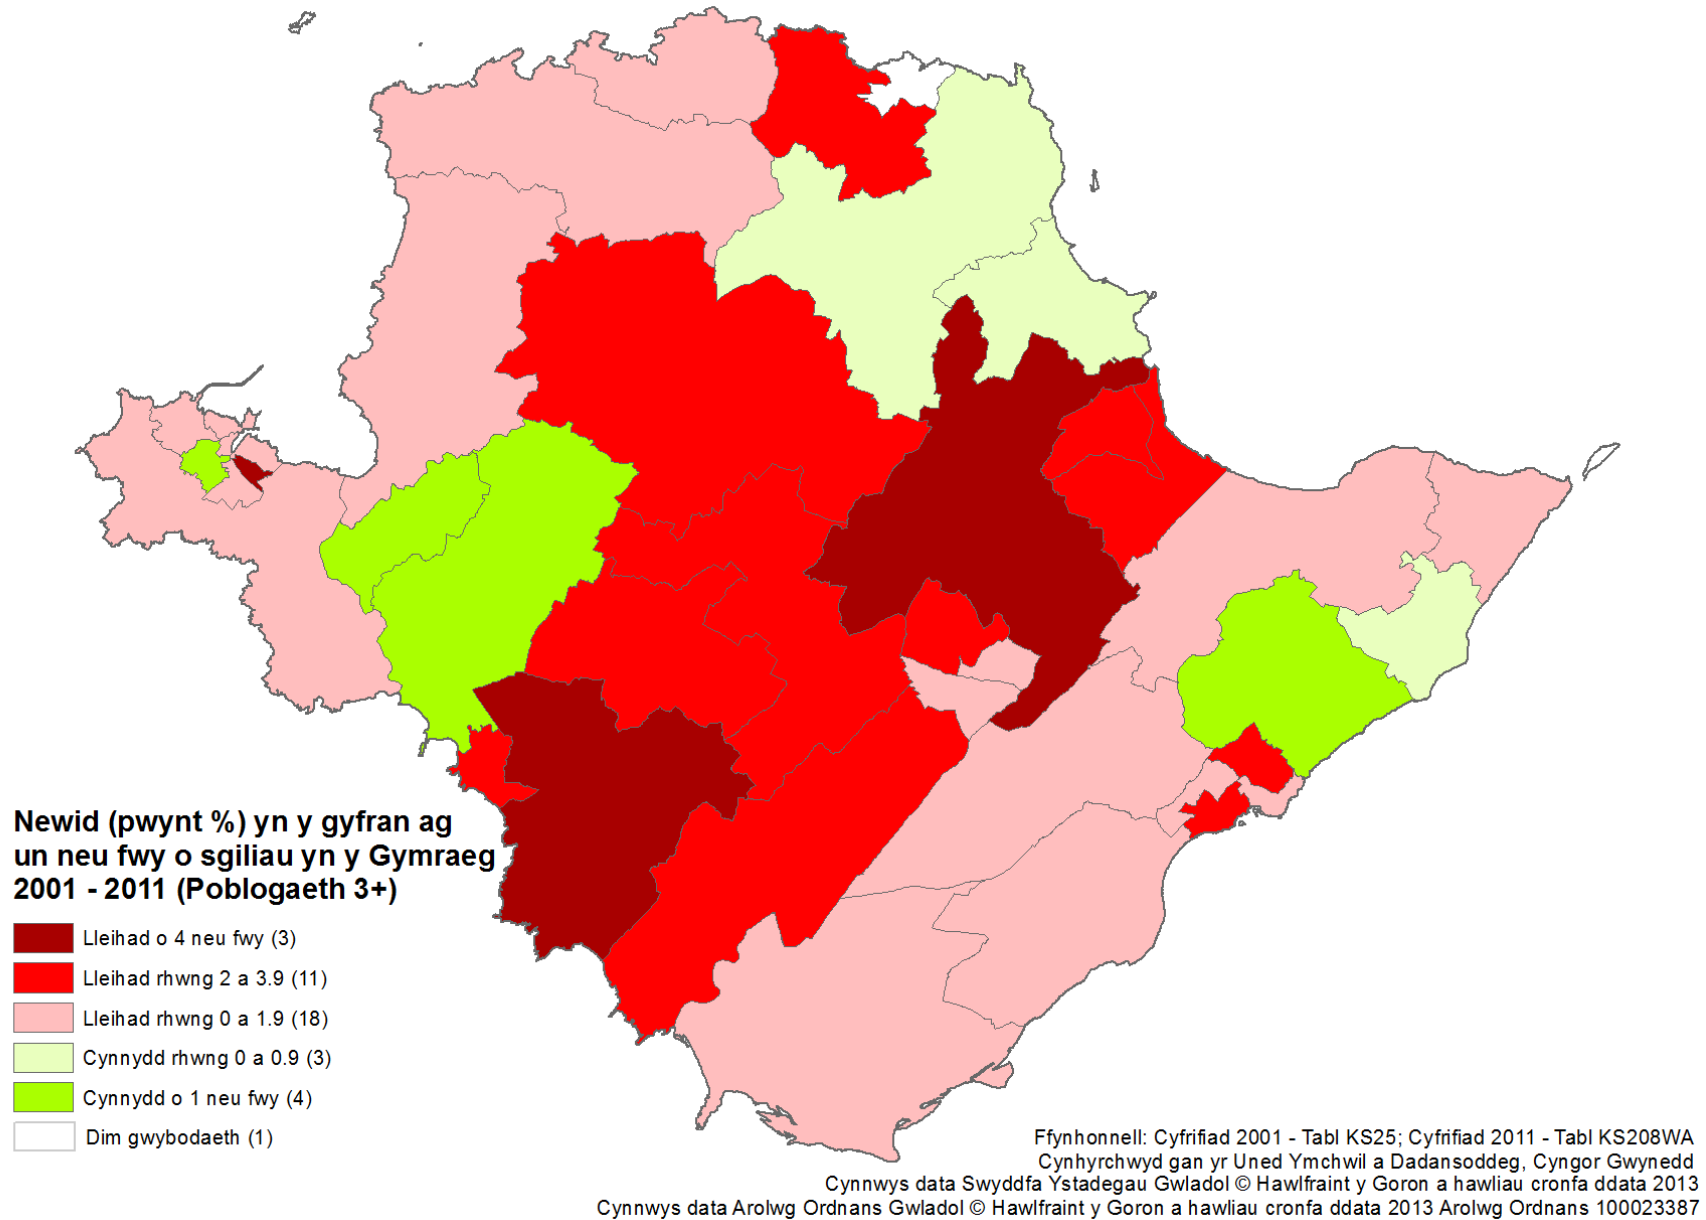 Newid (pwynt %) yn y gyfran ag
un neu fwy o sgiliau yn y Gymraeg
2001 - 2011 (Poblogaeth 3+)
Lleihad o 4 neu fwy (3)
Lleihad rhwng 2 a 3.9 (11)
Lleihad rhwng 0 a 1.9 (18)
Cynnydd rhwng 0 a 0.9 (3)
Cynnydd o 1 neu fwy (4)
Dim gwybodaeth (1)
Ffynhonnell: Cyfrifiad 2001 - Tabl KS25; Cyfrifiad 2011 - Tabl KS208WA
Cynhyrchwyd gan yr Uned Ymchwil a Dadansoddeg, Cyngor Gwynedd
Cynnwys data Swyddfa Ystadegau Gwladol © Hawlfraint y Goron a hawliau cronfa ddata 2013
Cynnwys data Arolwg Ordnans Gwladol © Hawlfraint y Goron a hawliau cronfa ddata 2013 Arolwg Ordnans 100023387